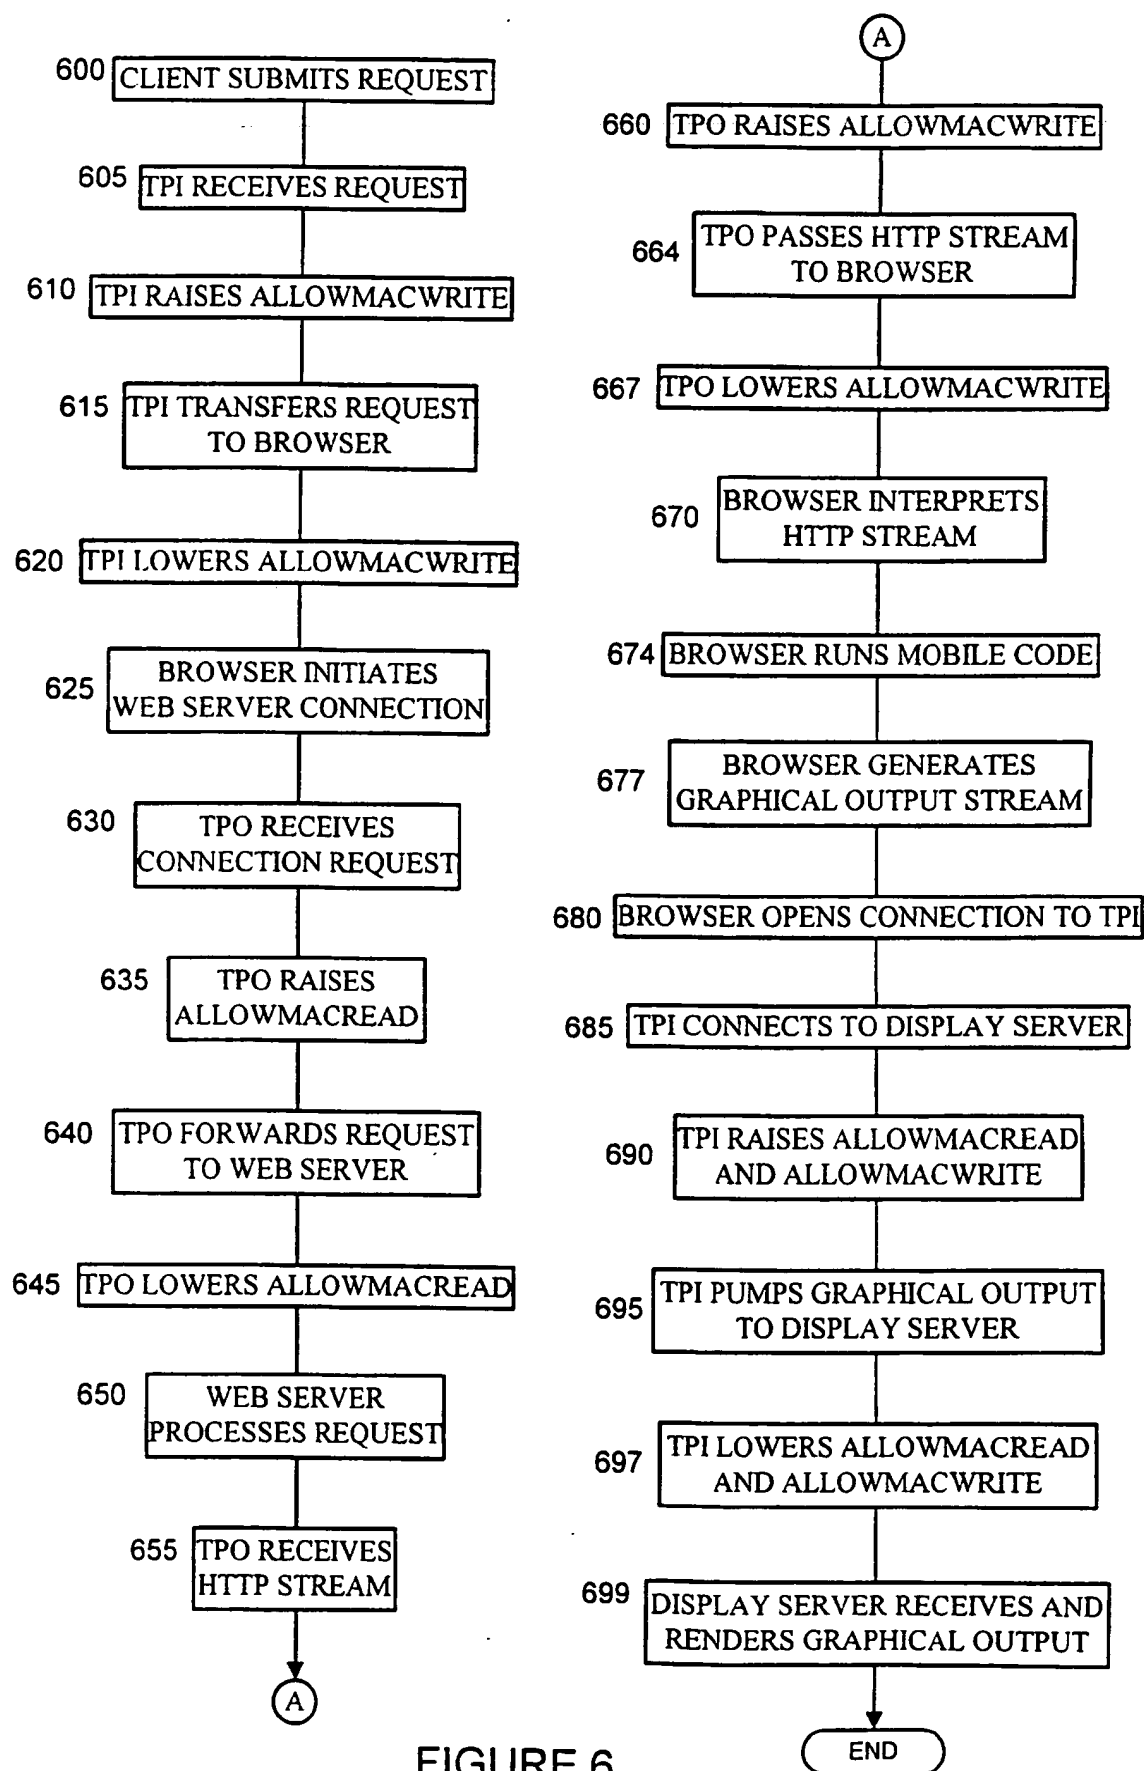 600 CLIENT SUBMITS REQUEST
605 TPI RECEIVES REQUEST
610 TPI RAISES ALLOWMACWRITE
615 TPI TRANSFERS REQUEST
TO BROWSER
620 TPI LOWERS ALLOWMACWRITE
625 BROWSER INITIATES
WEB SERVER CONNECTION
630 TPO RECEIVES
CONNECTION REQUEST
635 TPO RAISES
ALLOWMACREAD
640 TPO FORWARDS REQUEST
TO WEB SERVER
645 TPO LOWERS ALLOWMACREAD
650 WEB SERVER
PROCESSES REQUEST
655 TPO RECEIVES
HTTP STREAM
A
A
660 TPO RAISES ALLOWMACWRITE
664 TPO PASSES HTTP STREAM
TO BROWSER
667 TPO LOWERS ALLOWMACWRITE
670 BROWSER INTERPRETS
HTTP STREAM
674 BROWSER RUNS MOBILE CODE
677 BROWSER GENERATES
GRAPHICAL OUTPUT STREAM
680 BROWSER OPENS CONNECTION TO TPI
685 TPI CONNECTS TO DISPLAY SERVER
690 TPI RAISES ALLOWMACREAD
AND ALLOWMACWRITE
695 TPI PUMPS GRAPHICAL OUTPUT
TO DISPLAY SERVER
697 TPI LOWERS ALLOWMACREAD
AND ALLOWMACWRITE
699 DISPLAY SERVER RECEIVES AND
RENDERS GRAPHICAL OUTPUT
END
FIGURE 6